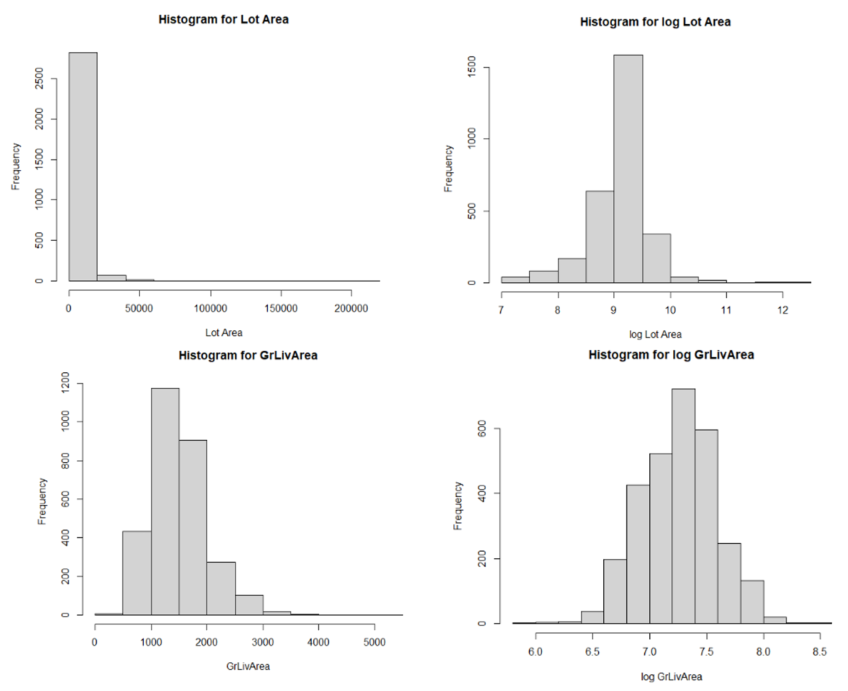 Histogram for Lot Area
Frequency
0
500
1000
1500
2000
2500
0 50000 100000 150000 200000
Lot Area
Histogram for log Lot Area
Frequency
0
500
1000
1500
7 8 9 10 11 12
log Lot Area
Histogram for GrLivArea
Frequency
0
200
400
600
800
1000
1200
0 1000 2000 3000 4000 5000
GrLivArea
Histogram for log GrLivArea
Frequency
0
200
400
600
6.0 6.5 7.0 7.5 8.0 8.5
log GrLivArea